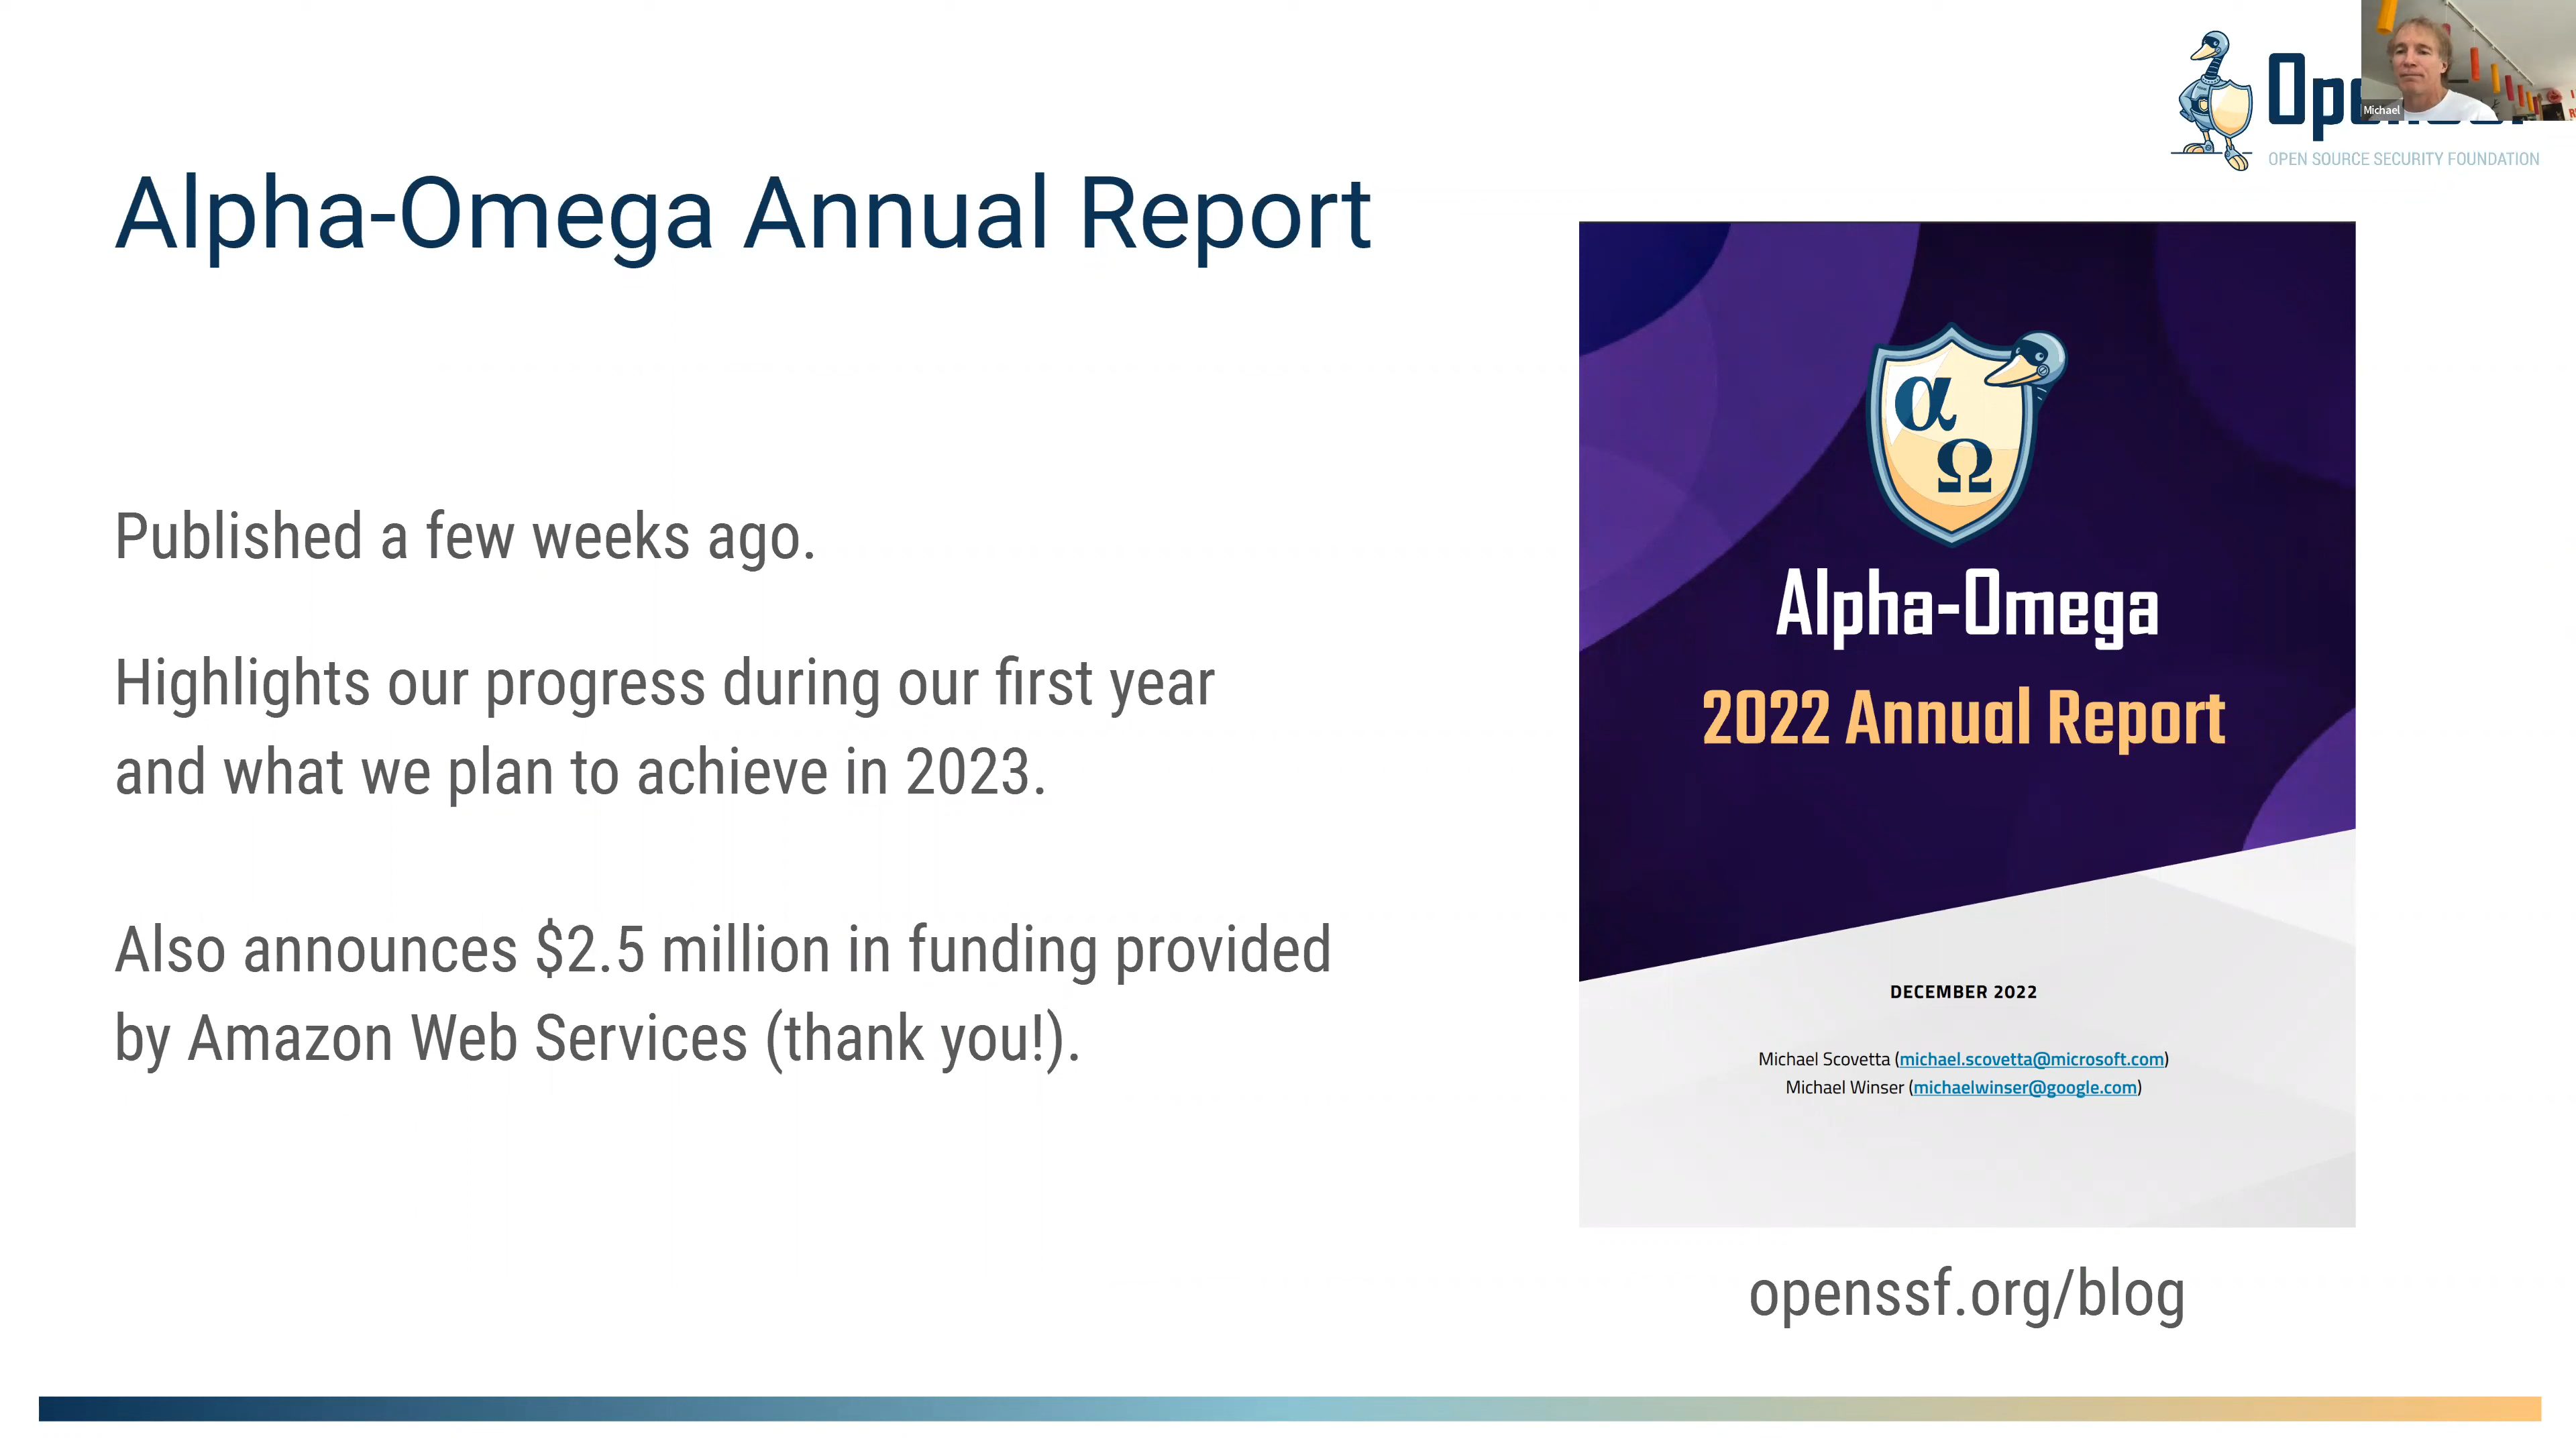 Michael
OPEN SOURCE SECURITY FOUNDATION
Alpha-Omega Annual Report
Published a few weeks ago.
Highlights our progress during our first year
and what we plan to achieve in 2023.
Also announces $2.5 million in funding provided
by Amazon Web Services (thank you!).
α
Ω
Alpha-Omega
2022 Annual Report
DECEMBER 2022
Michael Scovetta (michael.scovetta@microsoft.com)
Michael Winser (michaelwinser@google.com)
openssf.org/blog